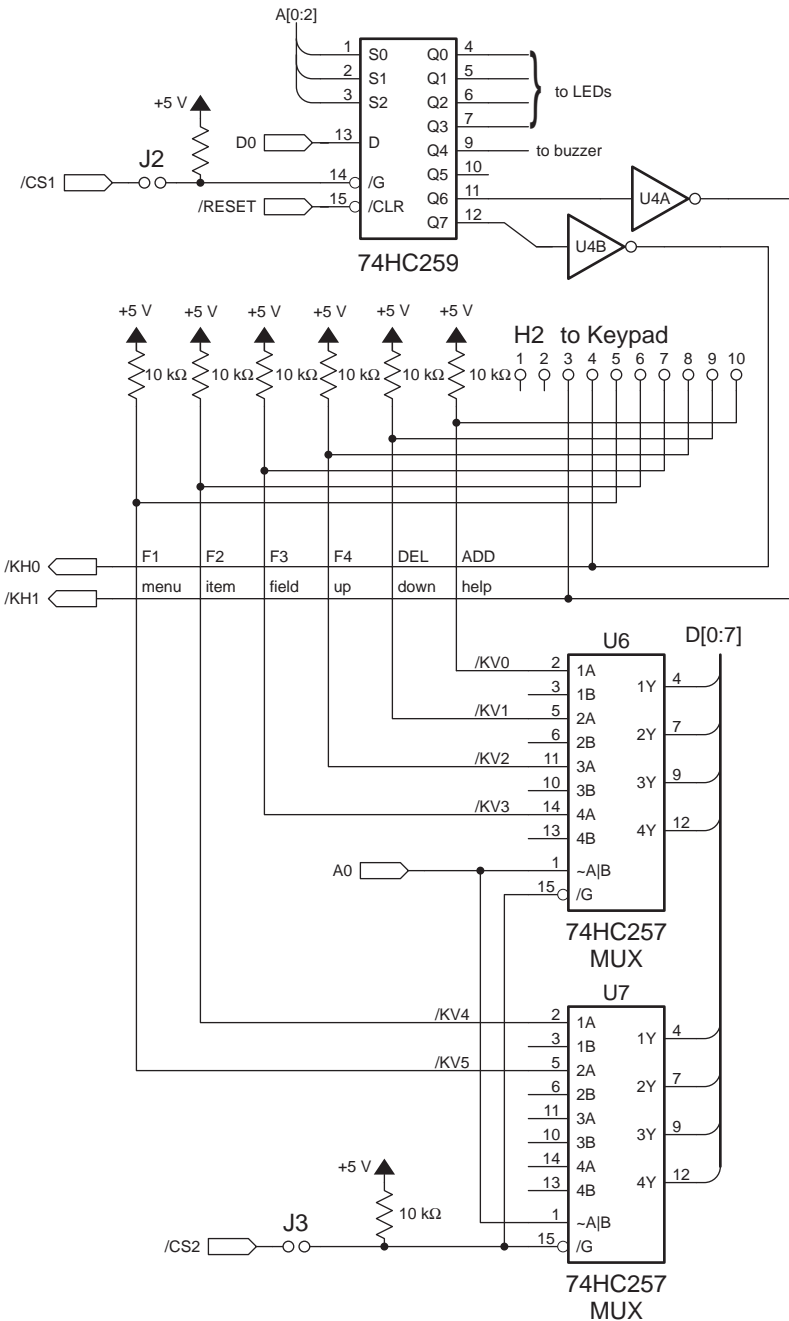 A[0:2]
1 S0 Q0 4
2 S1 Q1 5
3 S2 Q2 6
Q3 7
to LEDs
+5 V
D0 13 D Q4 9 to buzzer
J2
Q5 10
/CS1 14 /G Q6 11 U4A
/RESET 15 /CLR Q7 12
U4B
74HC259
+5 V +5 V +5 V +5 V +5 V +5 V
H2 to Keypad
1 2 3 4 5 6 7 8 9 10
10 kΩ 10 kΩ 10 kΩ 10 kΩ 10 kΩ 10 kΩ
/KH0 F1 F2 F3 F4 DEL ADD
/KH1 menu item field up down help
U6 D[0:7]
/KV0 2 1A 1Y 4
3 1B
/KV1 5 2A 2Y 7
6 2B
/KV2 11 3A 3Y 9
10 3B
/KV3 14 4A 4Y 12
13 4B
A0 1 ~A|B
15 /G
74HC257
MUX
U7
/KV4 2 1A 1Y 4
3 1B
/KV5 5 2A 2Y 7
6 2B
11 3A 3Y 9
10 3B
14 4A 4Y 12
13 4B
+5 V
10 kΩ
1 ~A|B
J3
/CS2 15 /G
74HC257
MUX